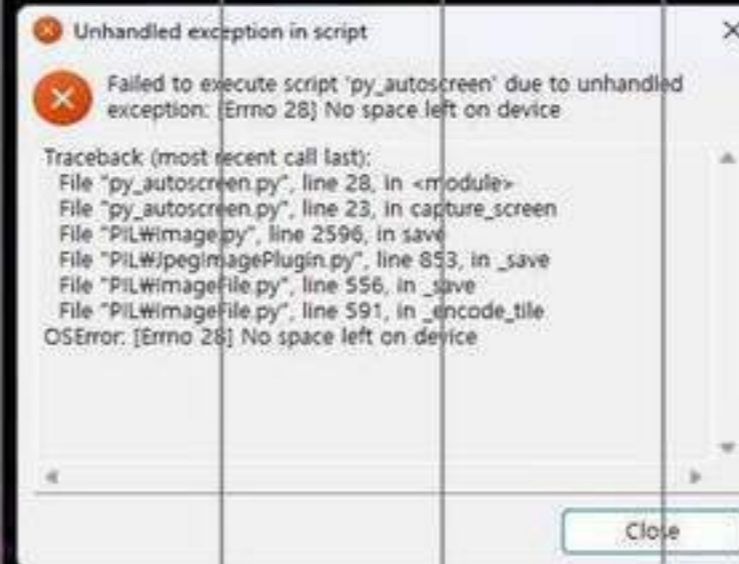 Unhandled exception in script
Failed to execute script 'py_autoscreen' due to unhandled
exception: [Errno 28] No space left on device
Traceback (most recent call last):
File "py_autoscreen.py", line 28, in <module>
File "py_autoscreen.py", line 23, in capture_screen
File "PIL₩Image.py", line 2596, in save
File "PIL₩JpegImagePlugin.py", line 853, in _save
File "PIL₩ImageFile.py", line 556, in _save
File "PIL₩ImageFile.py", line 591, in _encode_tile
OSError: [Errno 28] No space left on device
Close